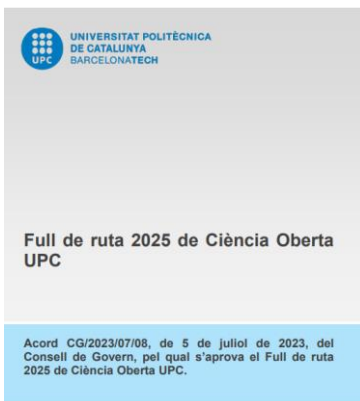 UNIVERSITAT POLITÈCNICA
DE CATALUNYA
BARCELONATECH
UPC
Full de ruta 2025 de Ciència Oberta
UPC
Acord CG/2023/07/08, de 5 de juliol de 2023, del
Consell de Govern, pel qual s'aprova el Full de ruta
2025 de Ciència Oberta UPC.